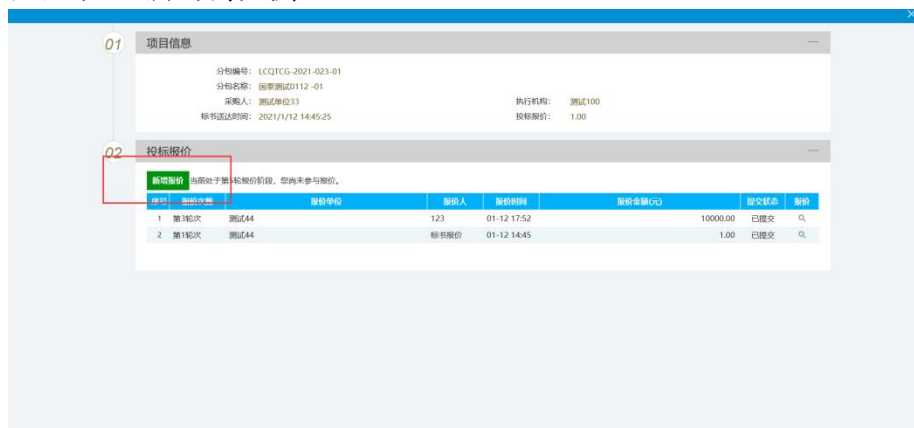 01 项目信息
分包编号： LCQTCG-2021-023-01
分包名称： 国泰测试0112 -01
采购人： 测试单位33 执行机构： 测试100
标书送达时间： 2021/1/12 14:45:25 投标报价： 1.00
02 投标报价
新增报价 当前处于第5轮报价阶段，您尚未参与报价。
序号 报价次数 报价单位 报价人 报价时间 报价金额(元) 提交状态 报价
1 第3轮次 测试44 123 01-12 17:52 10000.00 已提交
2 第1轮次 测试44 标书报价 01-12 14:45 1.00 已提交